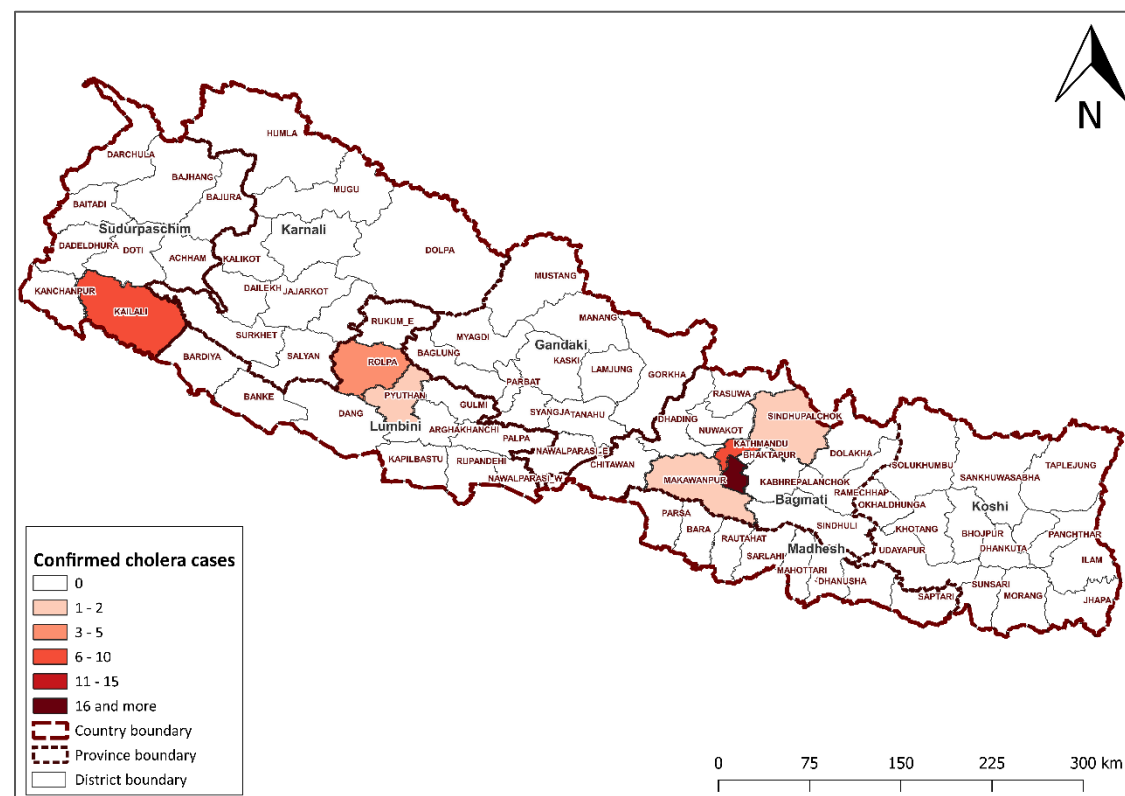 N
HUMLA
DARCHULA
BAJHANG
MUGU
BAJURA
BAITADI
Sudurpaschim
Karnali
DADELDHURA
DOTI
DOLPA
ACHHAM
KALIKOT
MUSTANG
KANCHANPUR
DAILEKH
JAJARKOT
KAILALI
MANANG
RUKUM_E
SURKHET
MYAGDI
Gandaki
BARDIYA
SALYAN
ROLPA
BAGLUNG
KASKI
LAMJUNG
GORKHA
PARBAT
RASUWA
BANKE
PYUTHAN
GULMI
SYANGJA
TANAHU
DHADING
SINDHUPALCHOK
DANG
Lumbini
ARGHAKHANCHI
PALPA
NUWAKOT
KATHMANDU
NAWALPARASI_E
BHAKTAPUR
DOLAKHA
KAPILBASTU
RUPANDEHI
CHITAWAN
SOLUKHUMBU
TAPLEJUNG
NAWALPARASI_W
MAKAWANPUR
KABHREPALANCHOK
SANKHUWASABHA
RAMECHHAP
Bagmati
OKHALDHUNGA
Koshi
PARSA
BARA
SINDHULI
KHOTANG
BHOJPUR
PANCHTHAR
RAUTAHAT
Madhesh
UDAYAPUR
DHANKUTA
SARLAHI
ILAM
MAHOTTARI
DHANUSHA
SUNSARI
SAPTARI
MORANG
JHAPA
Confirmed cholera cases
0
1 - 2
3 - 5
6 - 10
11 - 15
16 and more
Country boundary
Province boundary
District boundary
0 75 150 225 300 km